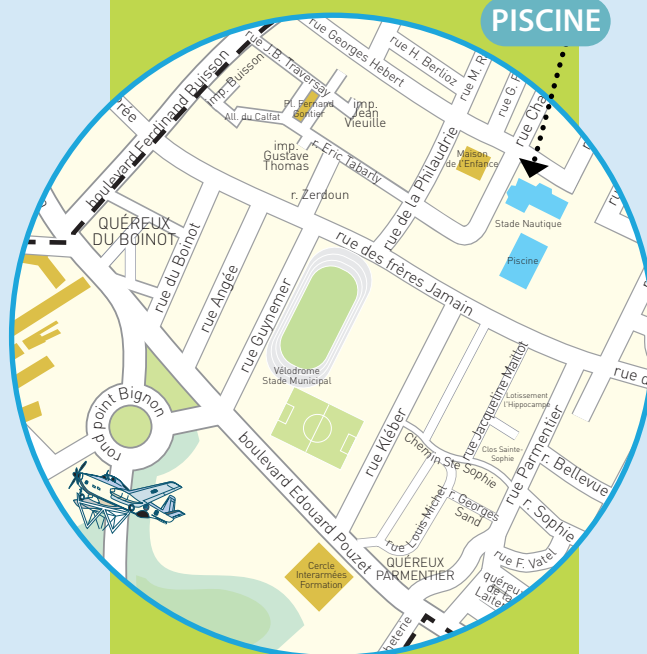 PISCINE
rue J.B. Traversay
rue Georges Hebert
rue H. Berlioz
rue M. R
rue G. F
rue Cha
boulevard Ferdinand Buisson
imp. Buisson
Pl. Fernand
Gontier
All. du Calfat
imp.
Jean
Vieuille
imp.
Gustave
Thomas
r. Eric Tabarly
r. Zerdoun
rue de la Philaudrie
Maison
de l'Enfance
Stade Nautique
Piscine
QUÉREUX
DU BOINOT
rue du Boinot
rue Angée
rue Guynemer
rue des frères Jamain
Vélodrome
Stade Municipal
rond point Bignon
boulevard Edouard Pouzet
rue Kléber
rue Jacqueline Maillot
Lotissement
l'Hippocampe
Clos Sainte-
Sophie
Chemin Ste Sophie
rue Parmentier
r. Bellevue
r. Sophie
r. Georges
Sand
rue Louis Michel
rue F. Vatel
QUÉREUX
PARMENTIER
Cercle
Interarmées
Formation